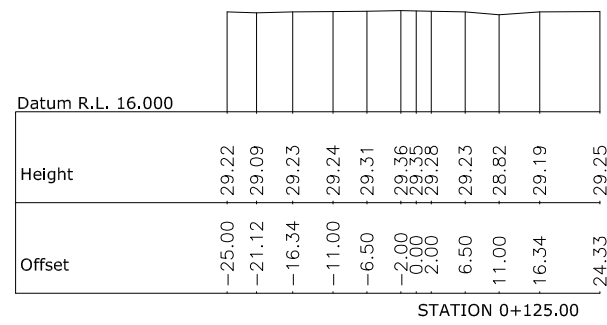 Datum R.L. 16.000
Height 29.22 29.09 29.23 29.24 29.31 29.36 29.35 29.28 29.23 28.82 29.19 29.25
Offset -25.00 -21.12 -16.34 -11.00 -6.50 -2.00 0.00 2.00 6.50 11.00 16.34 24.33
STATION 0+125.00